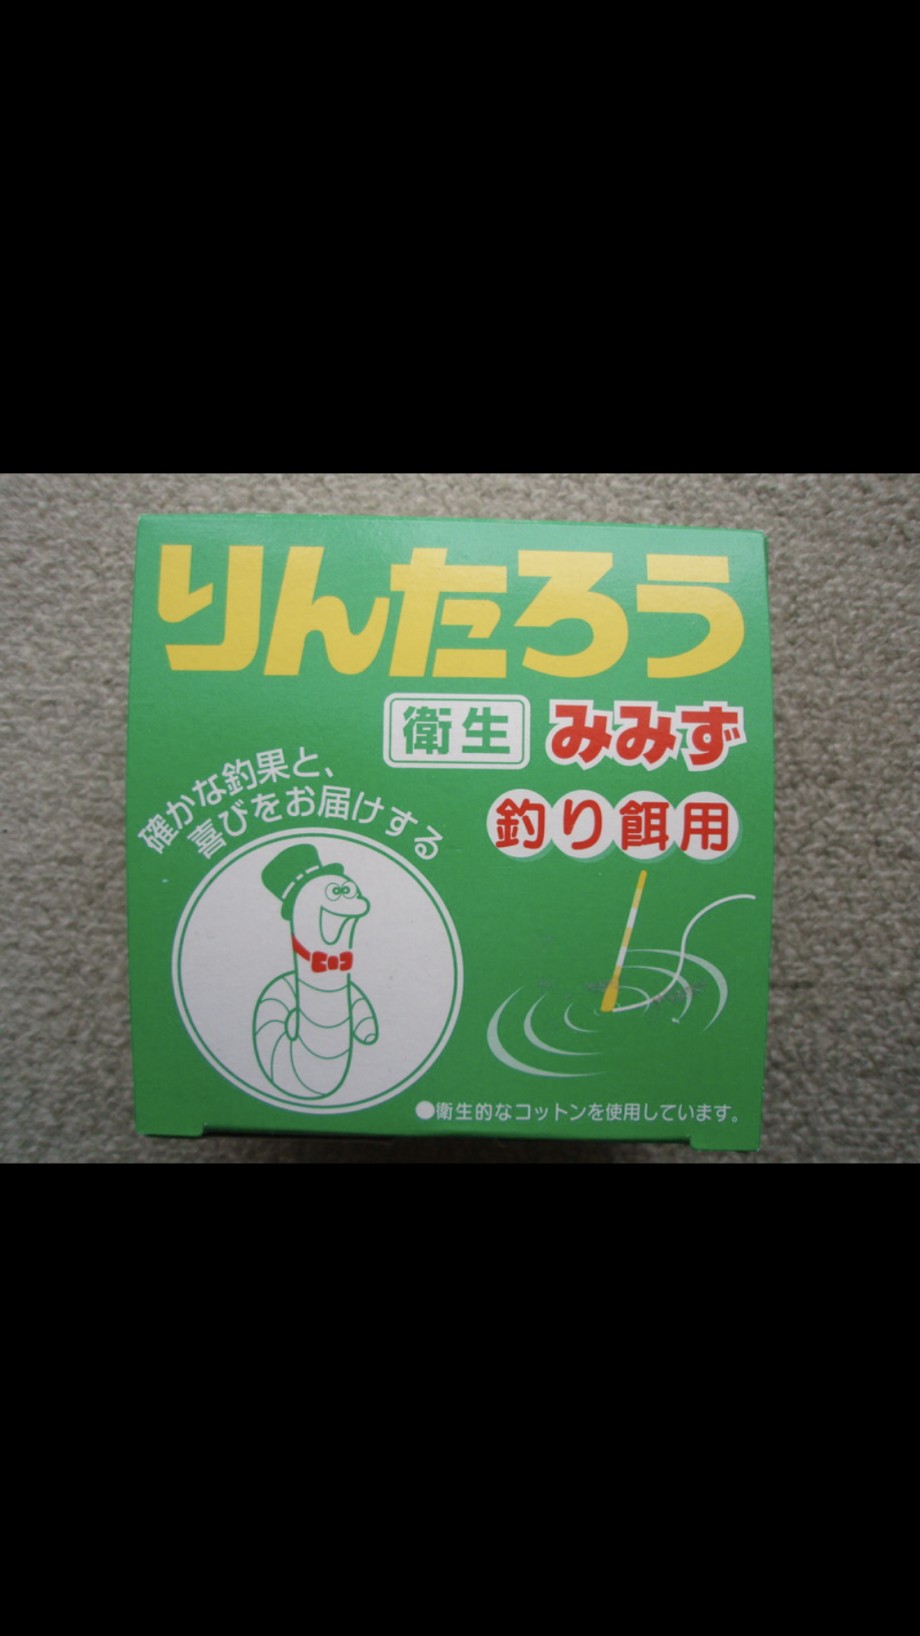 りんたろう
衛生 みみず
確かな釣果と、
喜びをお届けする
釣り餌用
●衛生的なコットンを使用しています。